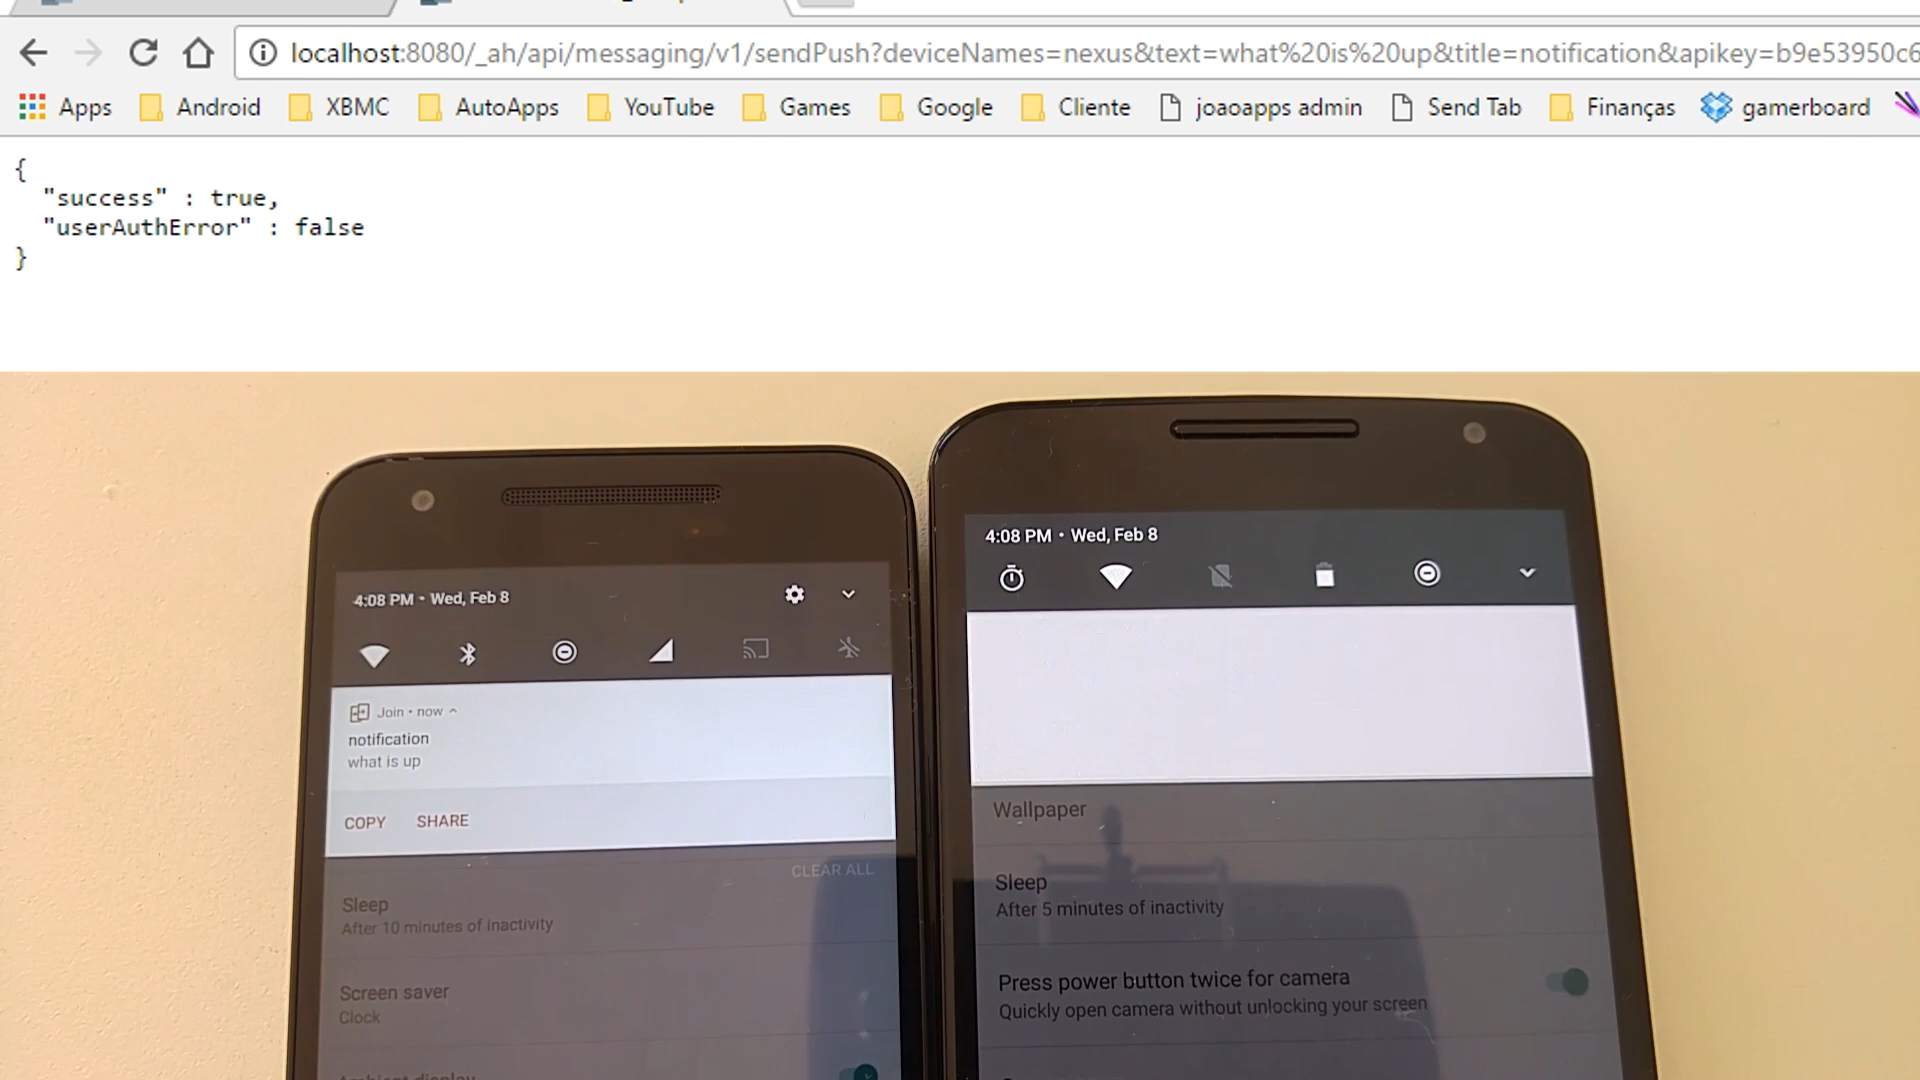 localhost:8080/_ah/api/messaging/v1/sendPush?deviceNames=nexus&text=what%20is%20up&title=notification&apikey=b9e53950c6
Apps Android XBMC AutoApps YouTube Games Google Cliente joaoapps admin Send Tab Finanças gamerboard
{
"success" : true,
"userAuthError" : false
}
4:08 PM • Wed, Feb 8
Join • now
notification
what is up
COPY SHARE
CLEAR ALL
Sleep
After 10 minutes of inactivity
Screen saver
Clock
Ambient display
4:08 PM • Wed, Feb 8
Wallpaper
Sleep
After 5 minutes of inactivity
Press power button twice for camera
Quickly open camera without unlocking your screen